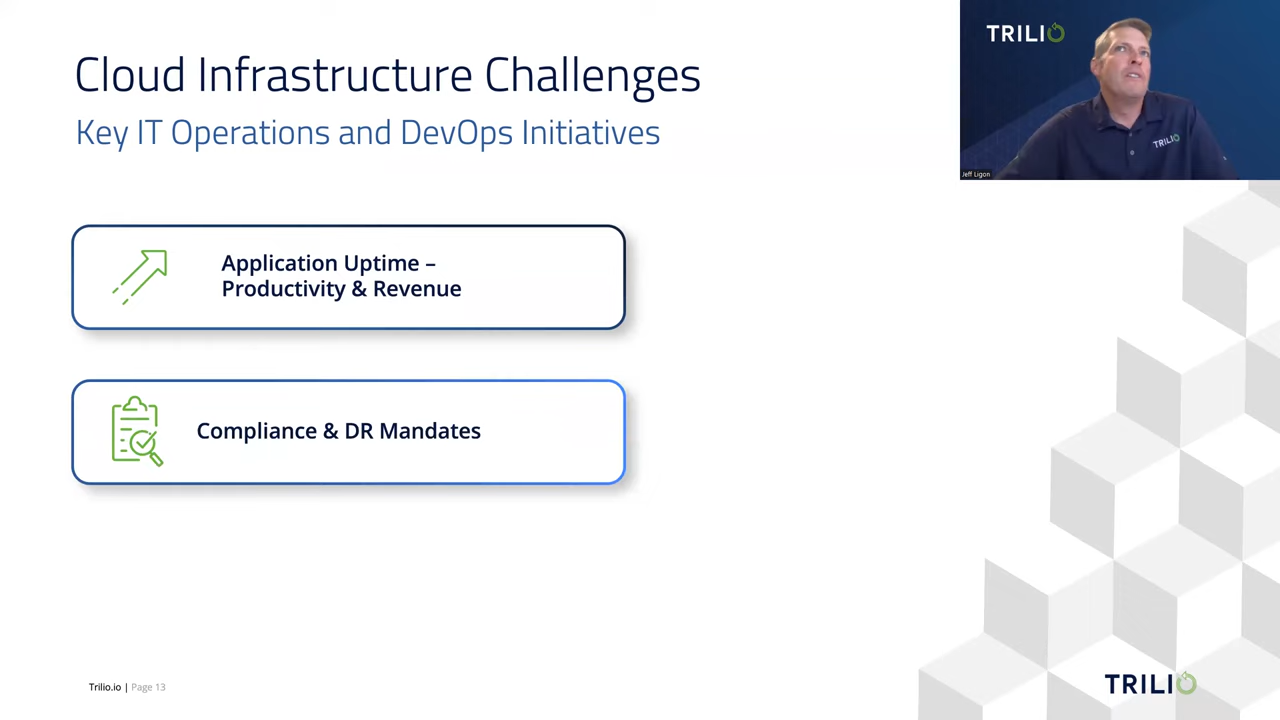 Cloud Infrastructure Challenges
Key IT Operations and DevOps Initiatives
TRILIO
TRILIO
Jeff Ligon
Application Uptime –
Productivity & Revenue
Compliance & DR Mandates
Trilio.io | Page 13
TRILIO